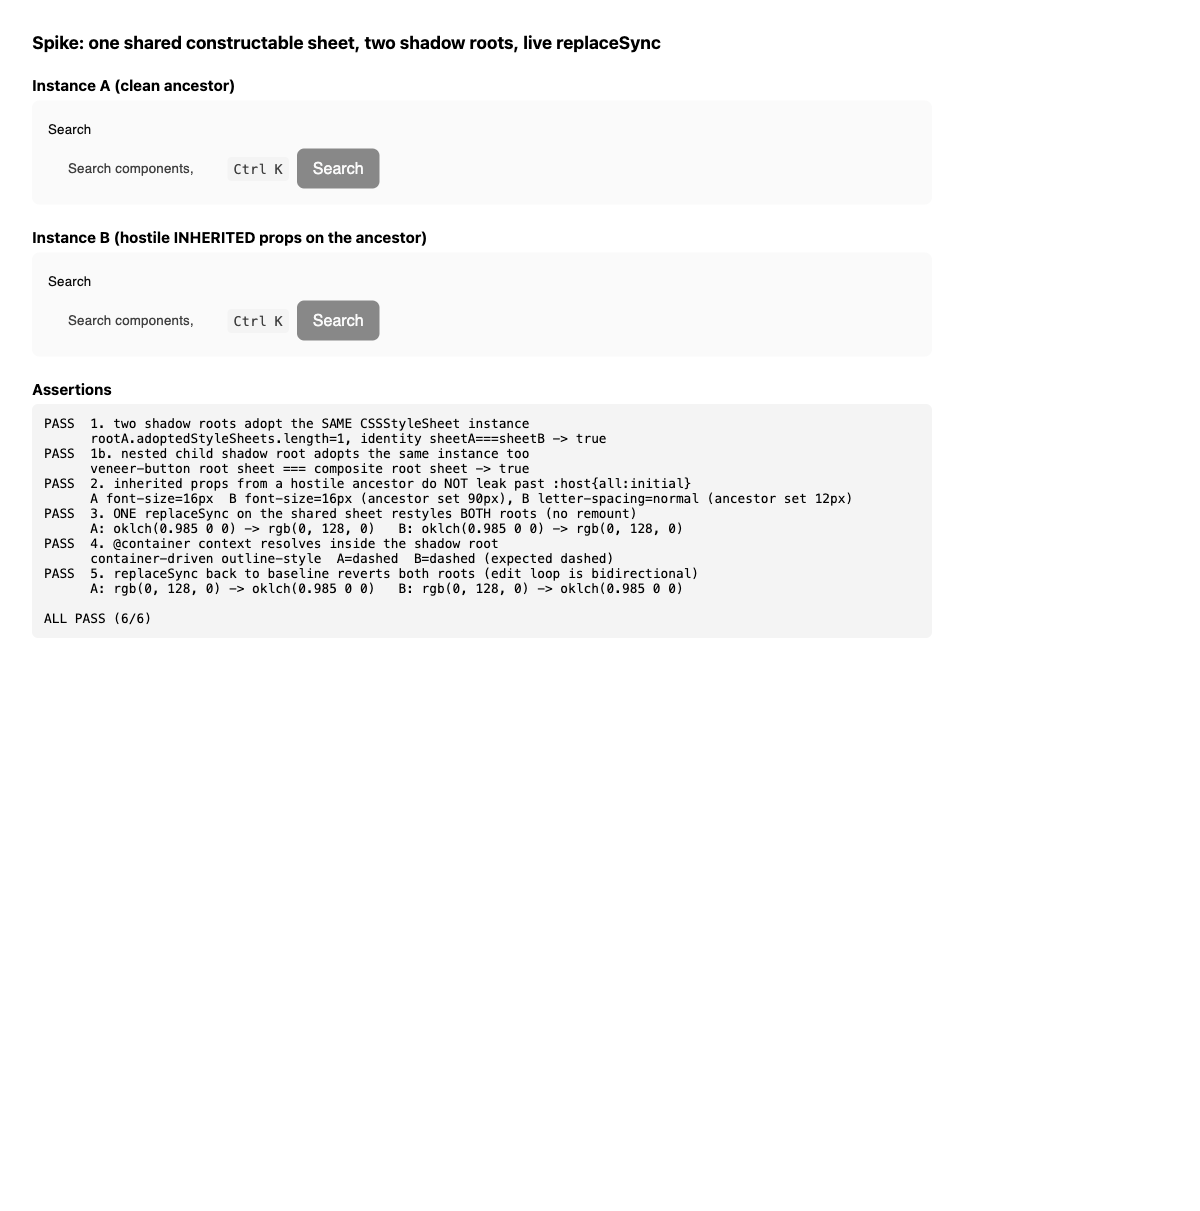 Spike: one shared constructable sheet, two shadow roots, live replaceSync
Instance A (clean ancestor)
Search
Search components,
Ctrl K
Search
Instance B (hostile INHERITED props on the ancestor)
Search
Search components,
Ctrl K
Search
Assertions
PASS  1. two shadow roots adopt the SAME CSSStyleSheet instance
      rootA.adoptedStyleSheets.length=1, identity sheetA===sheetB -> true
PASS  1b. nested child shadow root adopts the same instance too
      veneer-button root sheet === composite root sheet -> true
PASS  2. inherited props from a hostile ancestor do NOT leak past :host{all:initial}
      A font-size=16px  B font-size=16px (ancestor set 90px), B letter-spacing=normal (ancestor set 12px)
PASS  3. ONE replaceSync on the shared sheet restyles BOTH roots (no remount)
      A: oklch(0.985 0 0) -> rgb(0, 128, 0)   B: oklch(0.985 0 0) -> rgb(0, 128, 0)
PASS  4. @container context resolves inside the shadow root
      container-driven outline-style  A=dashed  B=dashed (expected dashed)
PASS  5. replaceSync back to baseline reverts both roots (edit loop is bidirectional)
      A: rgb(0, 128, 0) -> oklch(0.985 0 0)   B: rgb(0, 128, 0) -> oklch(0.985 0 0)
ALL PASS (6/6)